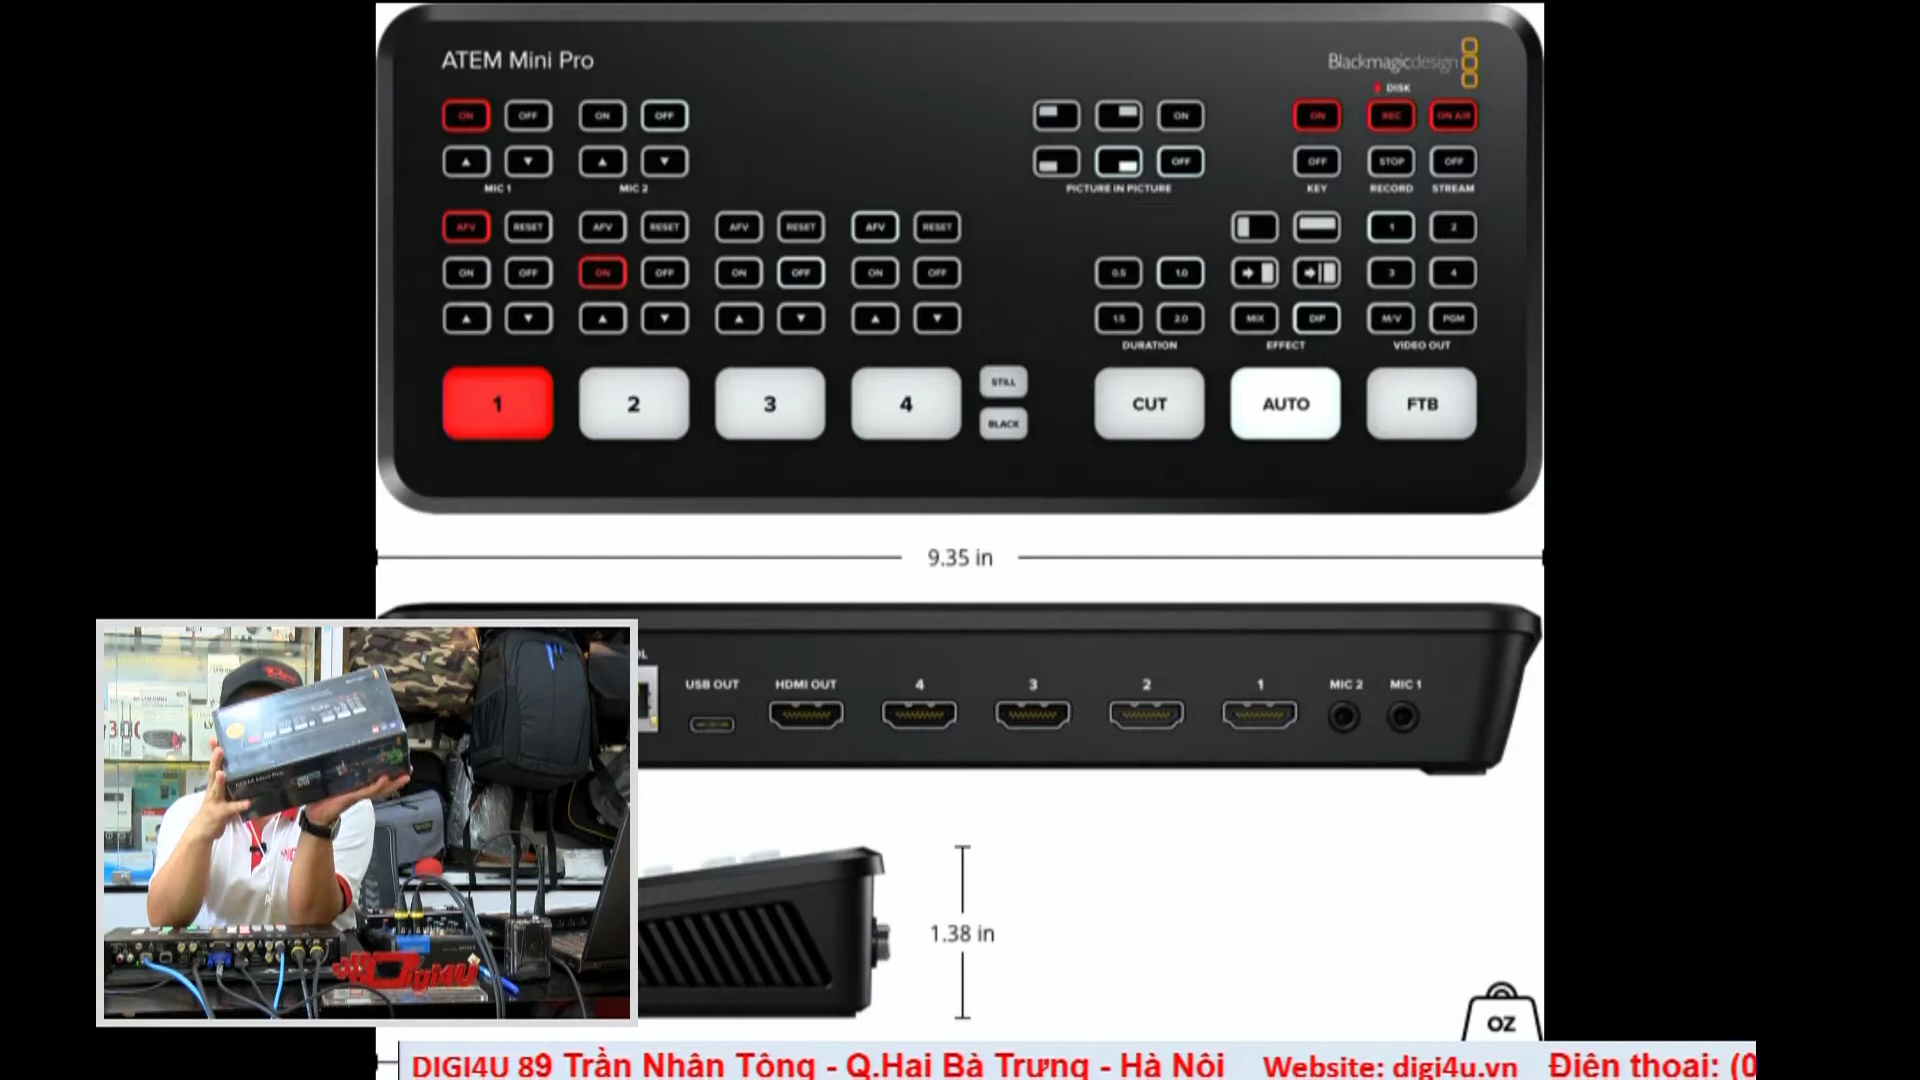 ATEM Mini Pro
Blackmagicdesign
DISK
ON OFF ON OFF ON ON REC ON AIR
OFF OFF STOP OFF
MIC 1 MIC 2 PICTURE IN PICTURE KEY RECORD STREAM
AFV RESET AFV RESET AFV RESET AFV RESET 1 2
ON OFF ON OFF ON OFF ON OFF 0.5 1.0 3 4
1.5 2.0 MIX DIP M/V PGM
DURATION EFFECT VIDEO OUT
1 2 3 4 STILL CUT AUTO FTB
BLACK
9.35 in
USB OUT HDMI OUT 4 3 2 1 MIC 2 MIC 1
ATEM Mini Pro
Digi4U
1.38 in
OZ
DIGI4U 89 Trần Nhân Tông - Q.Hai Bà Trưng - Hà Nội Website: digi4u.vn Điện thoại: (0